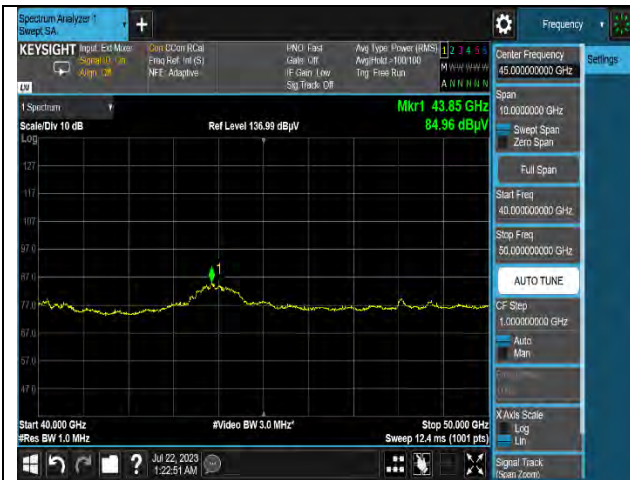 Spectrum Analyzer 1
Swept SA
Frequency
KEYSIGHT
Input: Ext Mixer
Signal ID: On
Align: Off
Corr CCorr RCal
Freq Ref: Int (S)
NFE: Adaptive
PNO: Fast
Gate: Off
IF Gain: Low
Sig Track: Off
Avg Type: Power (RMS)
Avg|Hold: >100/100
Trig: Free Run
1 2 3 4 5 6
M W W W W W
A N N N N N
LXI
1 Spectrum
Scale/Div 10 dB
Ref Level 136.99 dBµV
Mkr1 43.85 GHz
84.96 dBµV
Log
127
117
107
97.0
87.0
77.0
67.0
57.0
47.0
1
Start 40.000 GHz
#Video BW 3.0 MHz*
Stop 50.000 GHz
#Res BW 1.0 MHz
Sweep 12.4 ms (1001 pts)
Center Frequency
45.000000000 GHz
Settings
Span
10.0000000 GHz
Swept Span
Zero Span
Full Span
Start Freq
40.000000000 GHz
Stop Freq
50.000000000 GHz
AUTO TUNE
CF Step
1.000000000 GHz
Auto
Man
X Axis Scale
Log
Lin
Signal Track
(Span Zoom)
Jul 22, 2023
1:22:51 AM